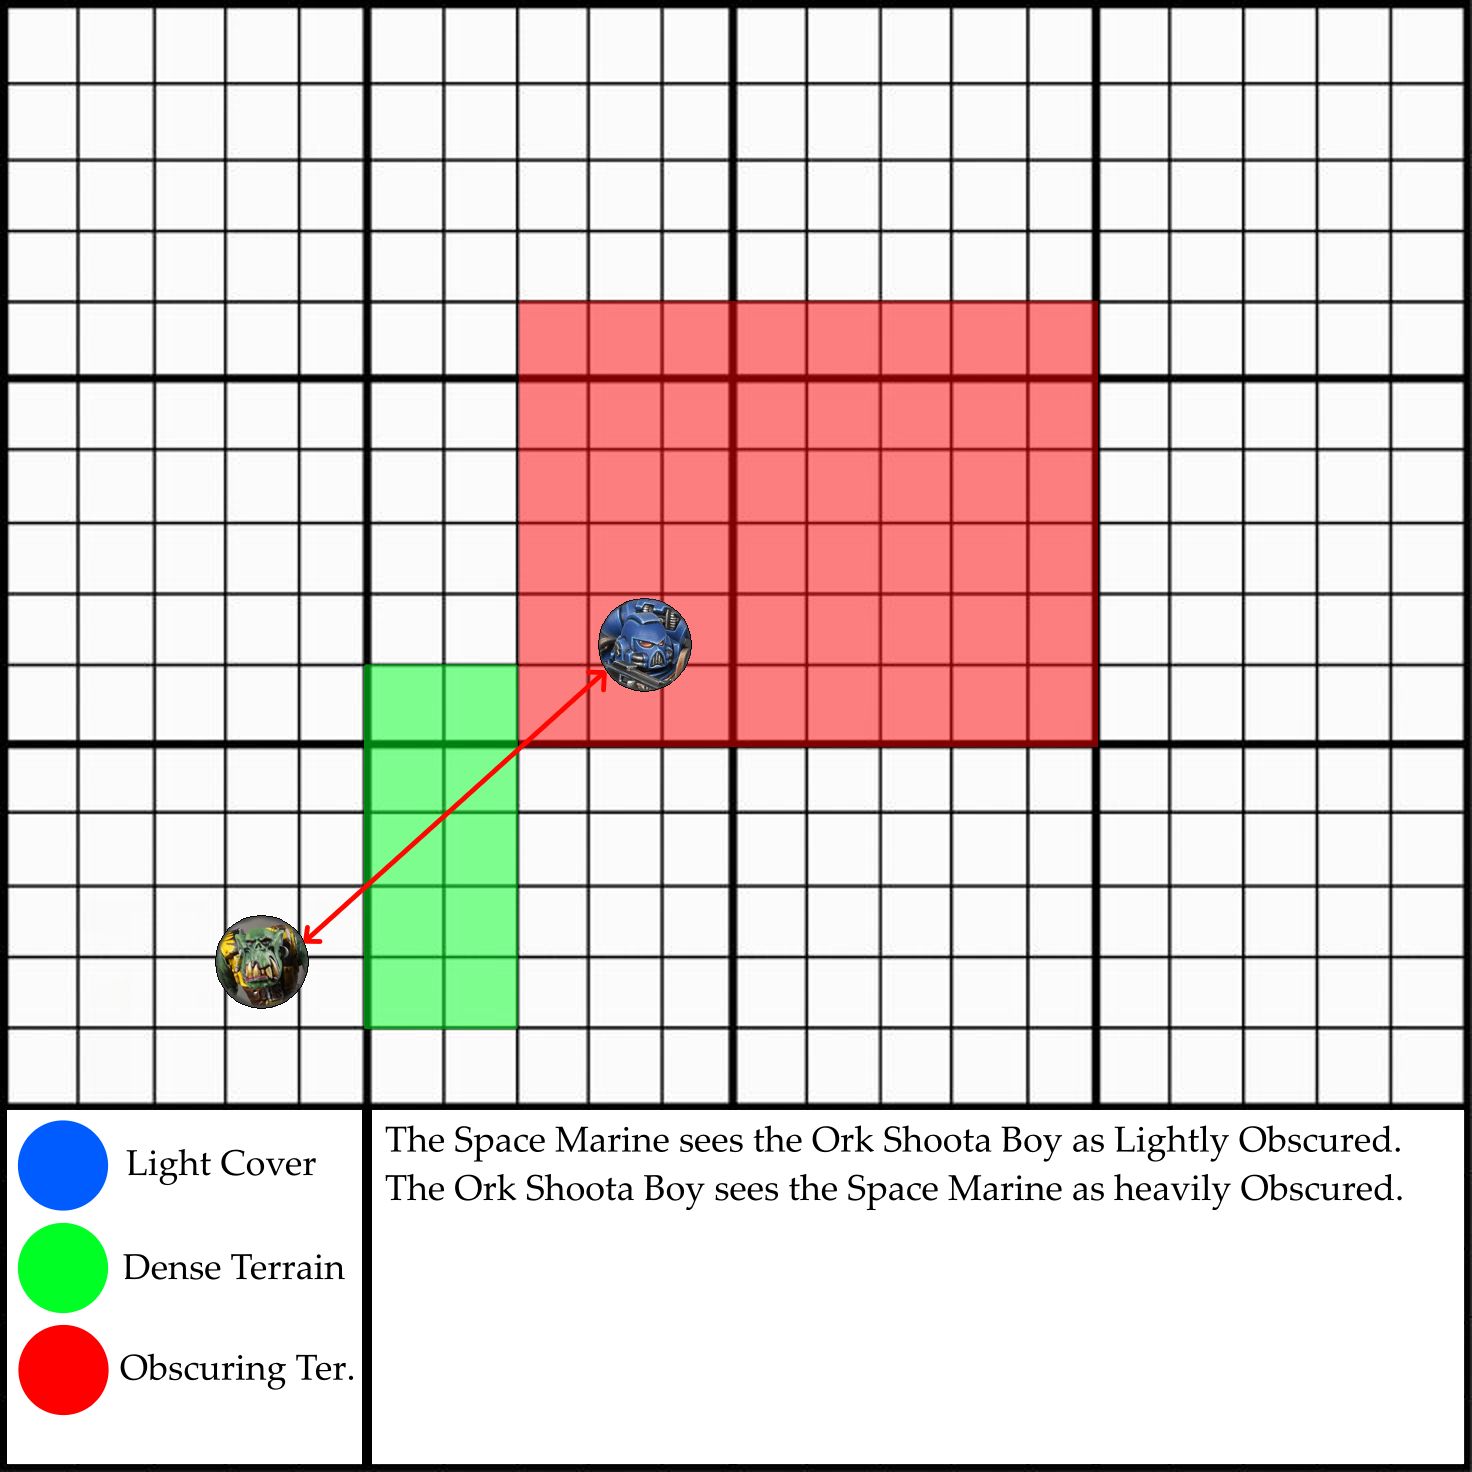 The Space Marine sees the Ork Shoota Boy as Lightly Obscured.
The Ork Shoota Boy sees the Space Marine as heavily Obscured.
Light Cover
Dense Terrain
Obscuring Ter.